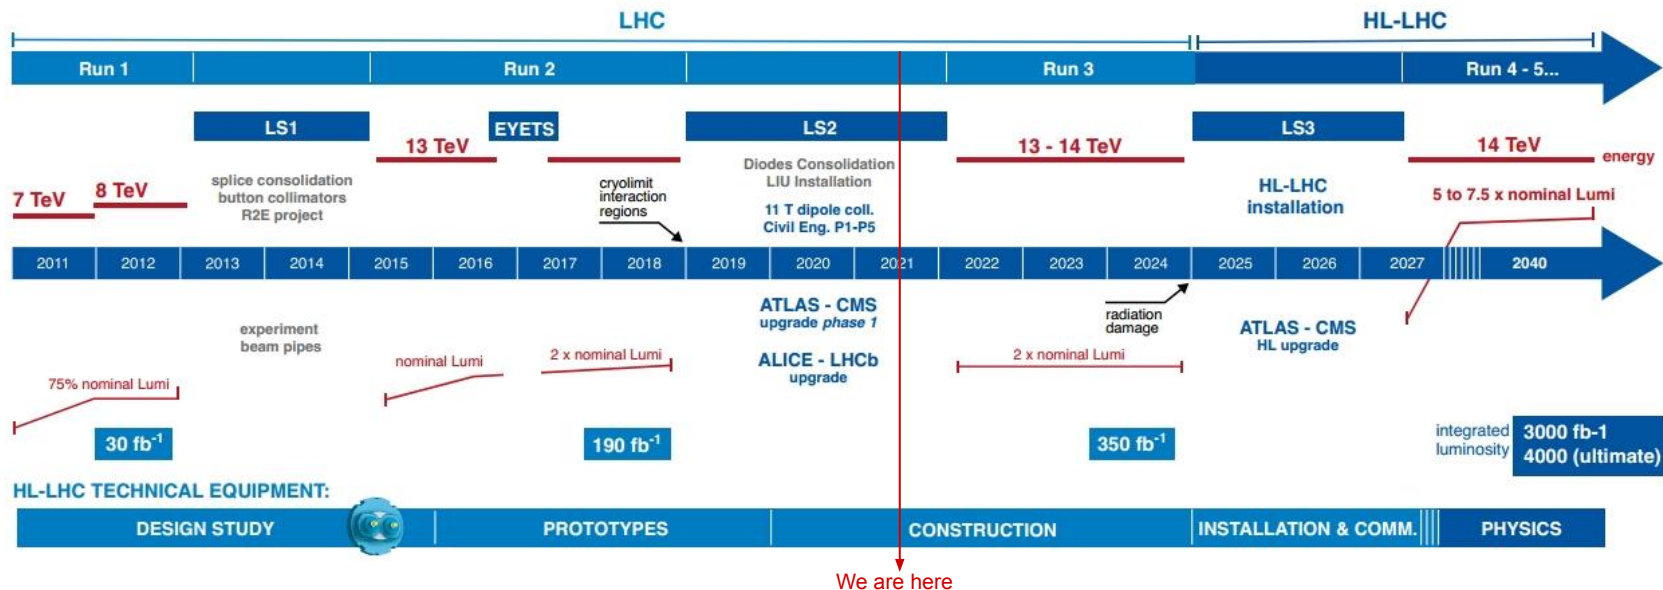 LHC
HL-LHC
Run 1
Run 2
Run 3
Run 4 - 5...
LS1
EYETS
LS2
LS3
13 TeV
13 - 14 TeV
14 TeV
energy
7 TeV
8 TeV
splice consolidation
button collimators
R2E project
cryolimit
interaction
regions
Diodes Consolidation
LIU Installation
11 T dipole coll.
Civil Eng. P1-P5
HL-LHC
installation
5 to 7.5 x nominal Lumi
2011
2012
2013
2014
2015
2016
2017
2018
2019
2020
2021
2022
2023
2024
2025
2026
2027
2040
experiment
beam pipes
ATLAS - CMS
upgrade phase 1
ALICE - LHCb
upgrade
radiation
damage
ATLAS - CMS
HL upgrade
75% nominal Lumi
nominal Lumi
2 x nominal Lumi
2 x nominal Lumi
30 fb-1
190 fb-1
350 fb-1
integrated
luminosity
3000 fb-1
4000 (ultimate)
HL-LHC TECHNICAL EQUIPMENT:
DESIGN STUDY
PROTOTYPES
CONSTRUCTION
INSTALLATION & COMM.
PHYSICS
We are here